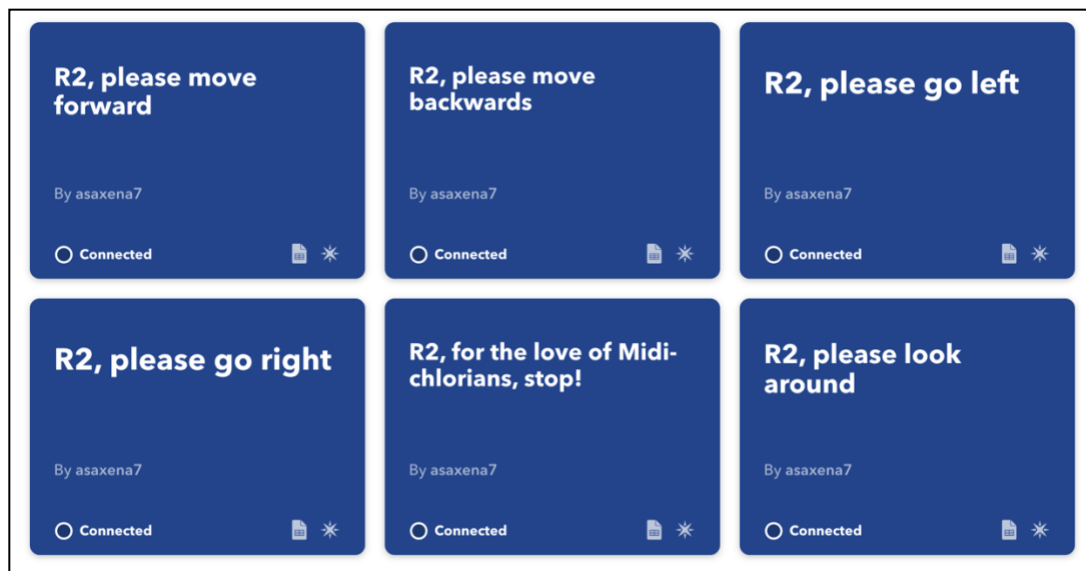 R2, please move
forward
By asaxena7
Connected
R2, please move
backwards
By asaxena7
Connected
R2, please go left
By asaxena7
Connected
R2, please go right
By asaxena7
Connected
R2, for the love of Midi-
chlorians, stop!
By asaxena7
Connected
R2, please look
around
By asaxena7
Connected